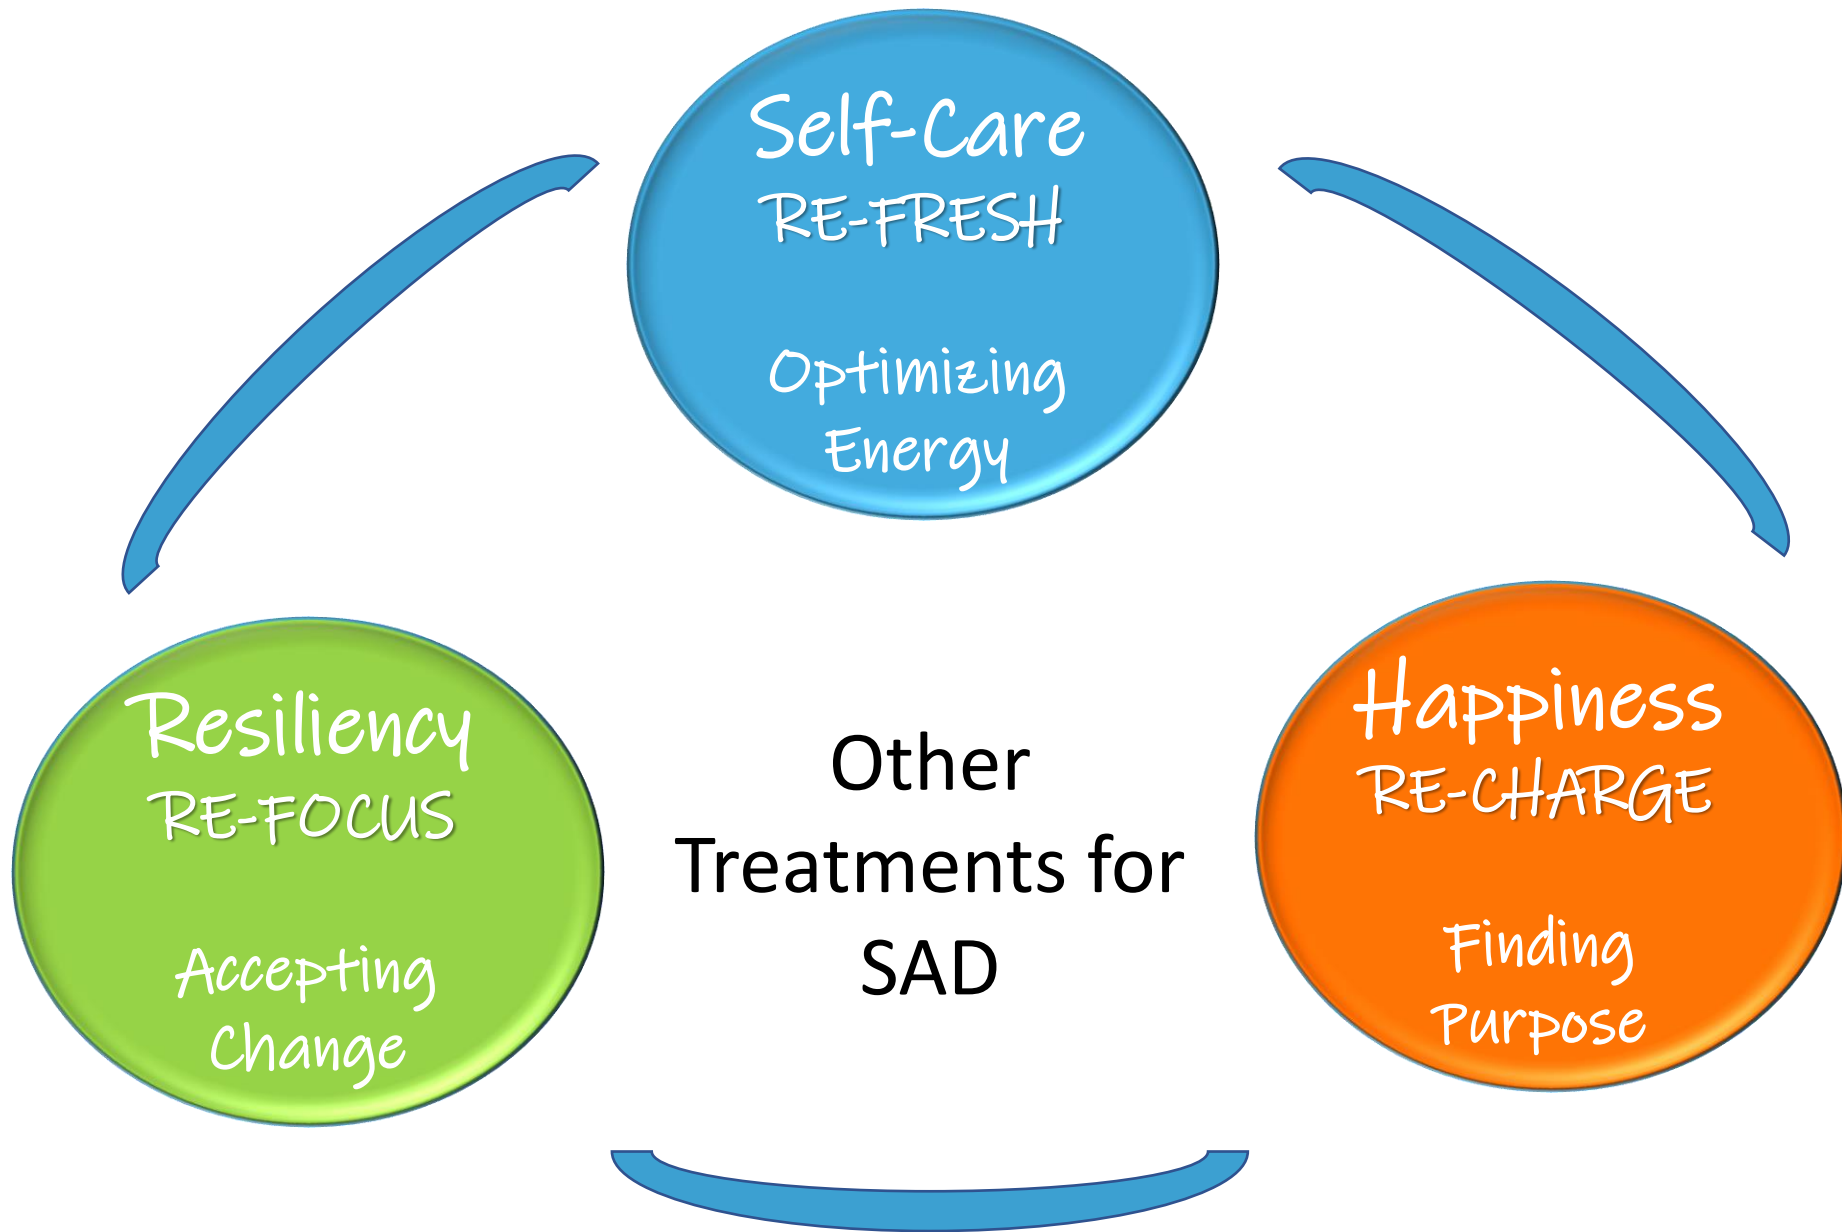 Self-Care
RE-FRESH
Optimizing
Energy
Resiliency
RE-FOCUS
Accepting
Change
Other
Treatments for
SAD
Happiness
RE-CHARGE
Finding
Purpose